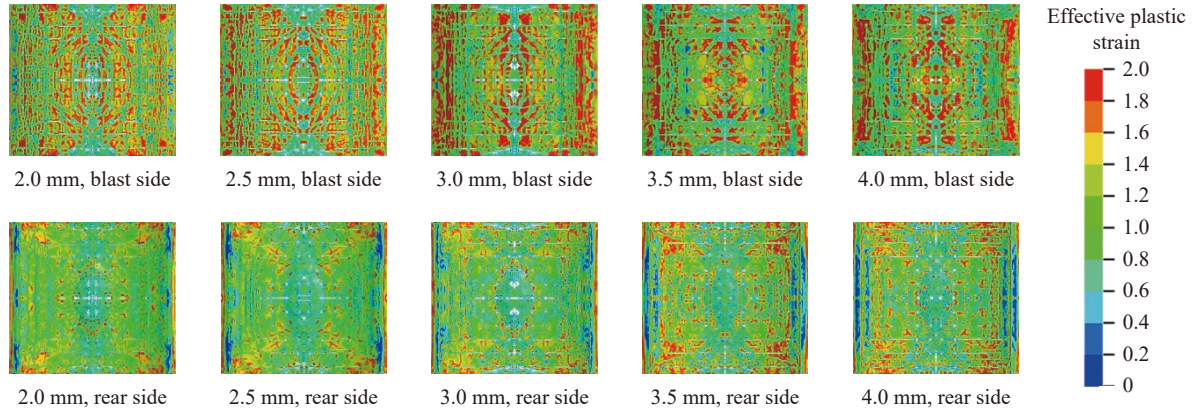 2.0 mm, blast side
2.5 mm, blast side
3.0 mm, blast side
3.5 mm, blast side
4.0 mm, blast side
2.0 mm, rear side
2.5 mm, rear side
3.0 mm, rear side
3.5 mm, rear side
4.0 mm, rear side
Effective plastic
strain
2.0
1.8
1.6
1.4
1.2
1.0
0.8
0.6
0.4
0.2
0